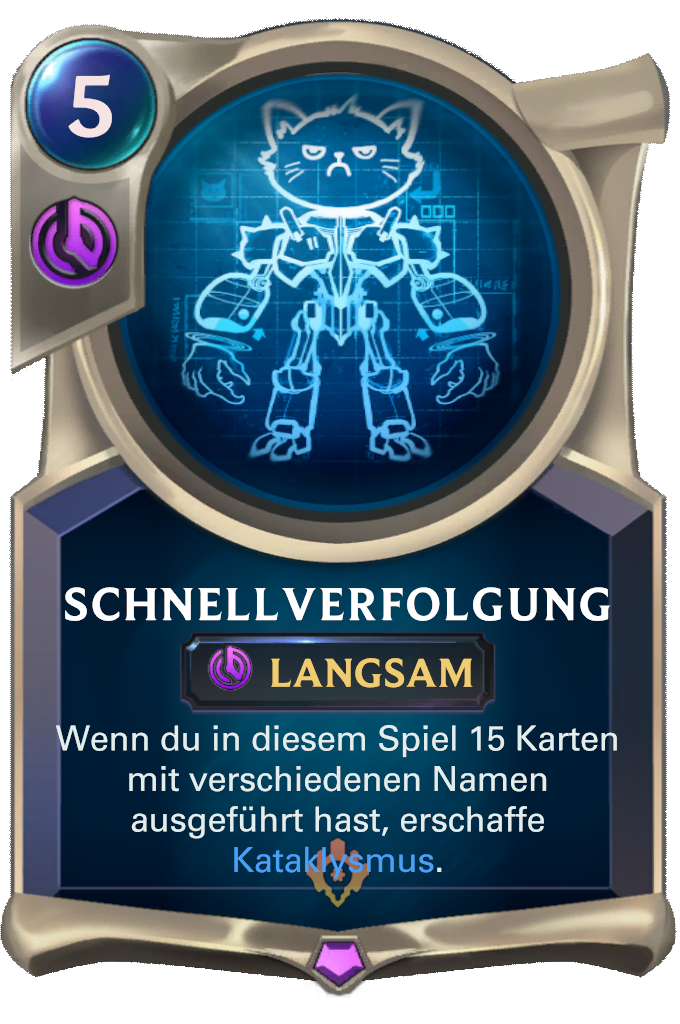 5
SCHNELLVERFOLGUNG
LANGSAM
Wenn du in diesem Spiel 15 Karten
mit verschiedenen Namen
ausgeführt hast, erschaffe
Kataklysmus.